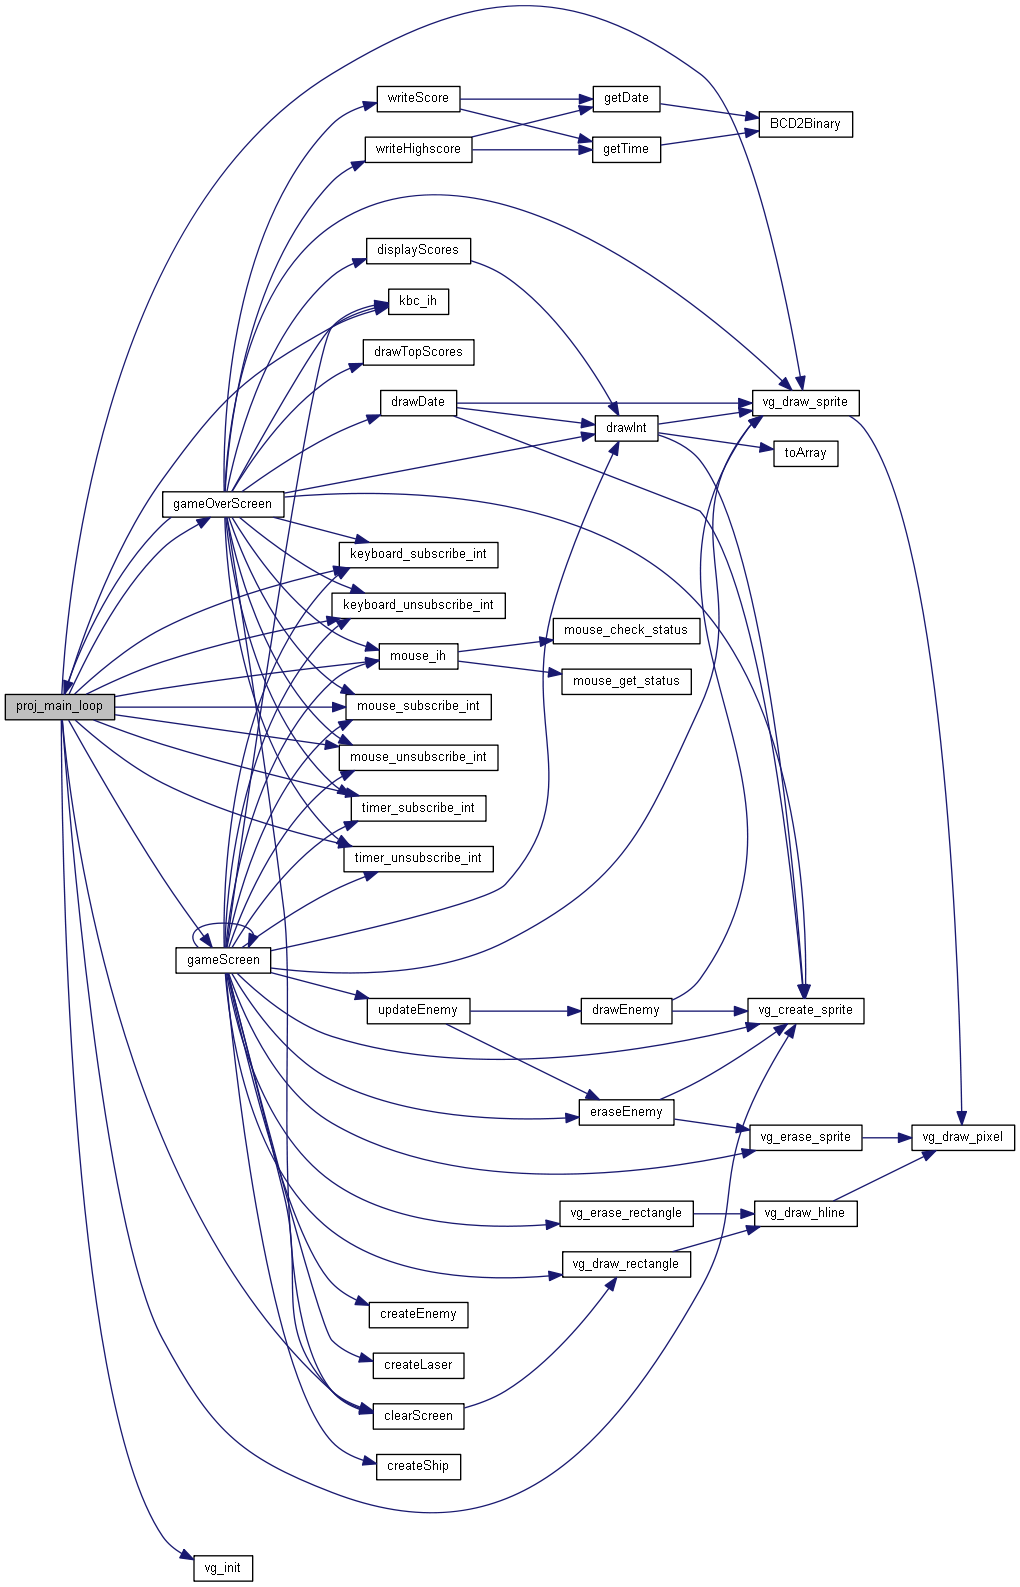 writeScore
getDate
BCD2Binary
writeHighscore
getTime
displayScores
kbc_ih
drawTopScores
drawDate
vg_draw_sprite
drawInt
toArray
gameOverScreen
keyboard_subscribe_int
keyboard_unsubscribe_int
mouse_check_status
mouse_ih
mouse_get_status
proj_main_loop
mouse_subscribe_int
mouse_unsubscribe_int
timer_subscribe_int
timer_unsubscribe_int
gameScreen
updateEnemy
drawEnemy
vg_create_sprite
eraseEnemy
vg_erase_sprite
vg_draw_pixel
vg_erase_rectangle
vg_draw_hline
vg_draw_rectangle
createEnemy
createLaser
clearScreen
createShip
vg_init